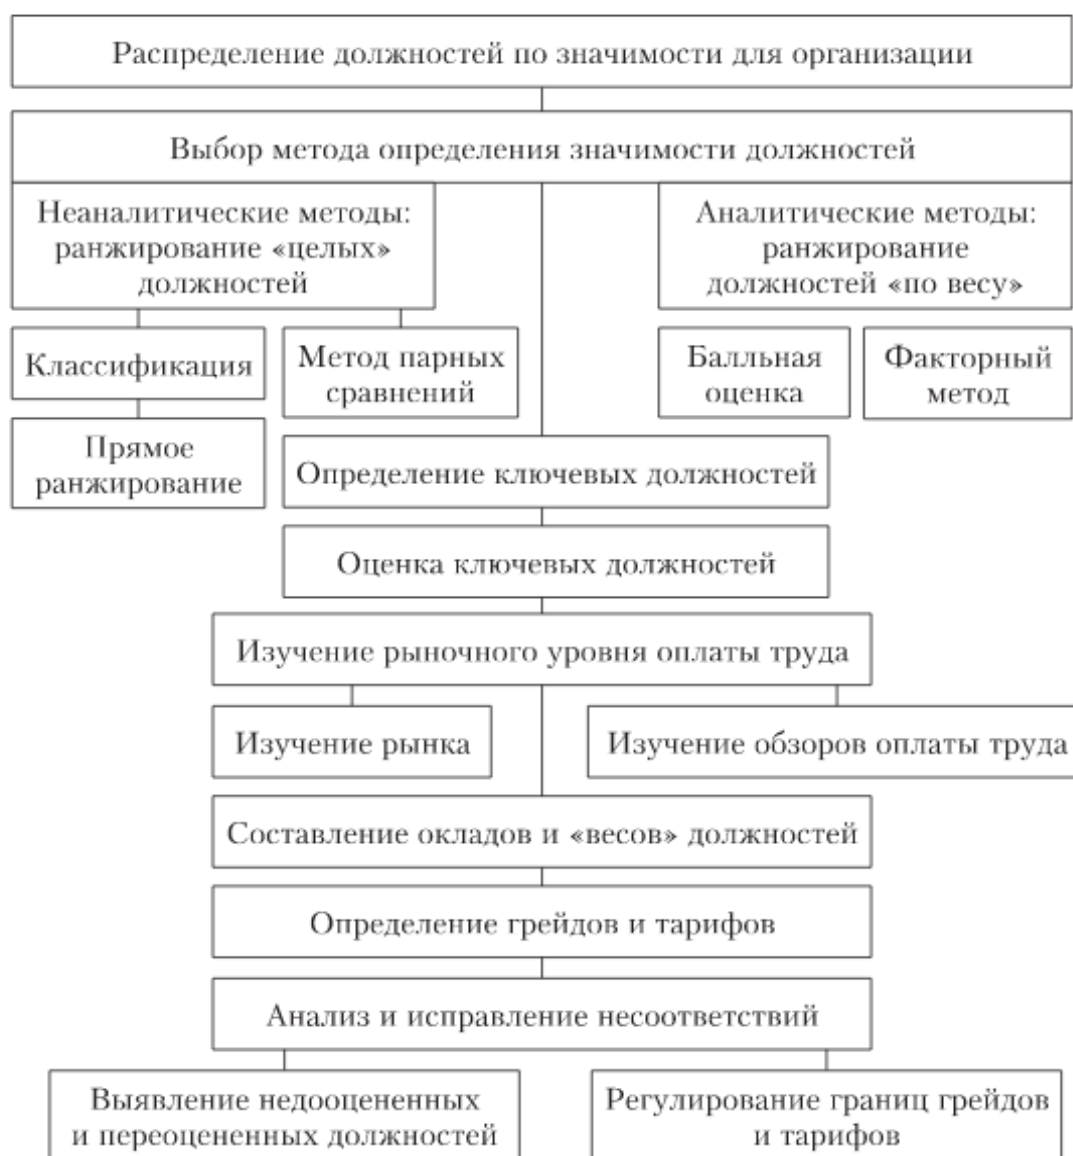 Распределение должностей по значимости для организации
Выбор метода определения значимости должностей
Неаналитические методы:
ранжирование «целых»
должностей
Аналитические методы:
ранжирование
должностей «по весу»
Классификация
Метод парных
сравнений
Балльная
оценка
Факторный
метод
Прямое
ранжирование
Определение ключевых должностей
Оценка ключевых должностей
Изучение рыночного уровня оплаты труда
Изучение рынка
Изучение обзоров оплаты труда
Составление окладов и «весов» должностей
Определение грейдов и тарифов
Анализ и исправление несоответствий
Выявление недооцененных
и переоцененных должностей
Регулирование границ грейдов
и тарифов